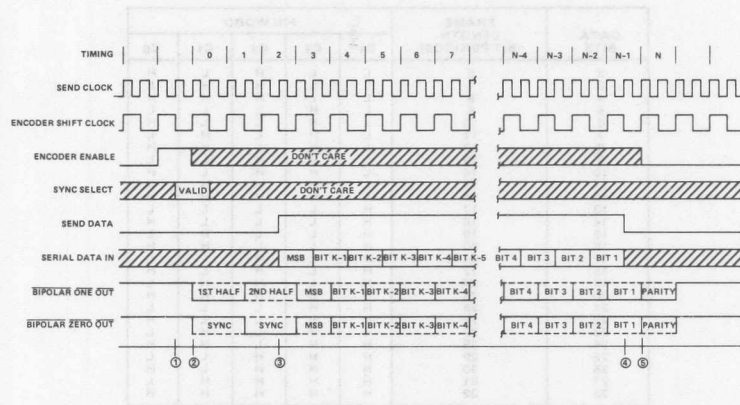 TIMING 0 1 2 3 4 5 6 7 N-4 N-3 N-2 N-1 N
SEND CLOCK
ENCODER SHIFT CLOCK
ENCODER ENABLE DON'T CARE
SYNC SELECT VALID DON'T CARE
SEND DATA
SERIAL DATA IN MSB BIT K-1 BIT K-2 BIT K-3 BIT K-4 BIT K-5 BIT 4 BIT 3 BIT 2 BIT 1
BIPOLAR ONE OUT 1ST HALF 2ND HALF MSB BIT K-1 BIT K-2 BIT K-3 BIT K-4 BIT 4 BIT 3 BIT 2 BIT 1 PARITY
BIPOLAR ZERO OUT SYNC SYNC MSB BIT K-1 BIT K-2 BIT K-3 BIT K-4 BIT 4 BIT 3 BIT 2 BIT 1 PARITY
① ② ③ ④ ⑤